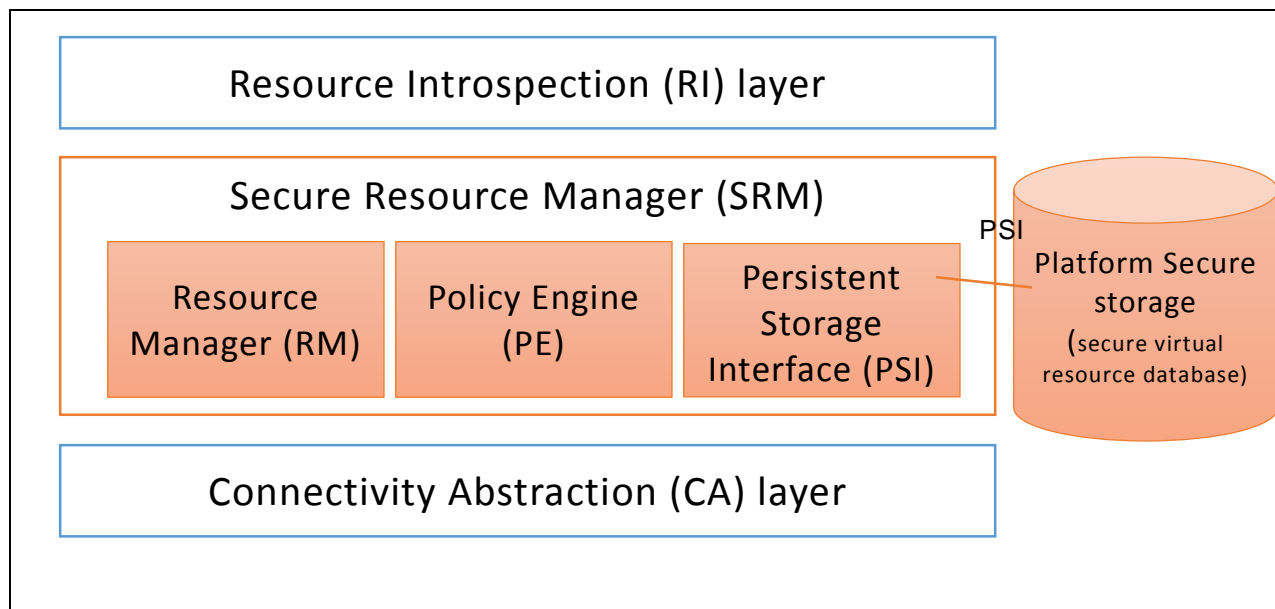 Resource Introspection (RI) layer
Secure Resource Manager (SRM)
Resource
Manager (RM)
Policy Engine
(PE)
Persistent
Storage
Interface (PSI)
PSI
Platform Secure
storage
(secure virtual
resource database)
Connectivity Abstraction (CA) layer